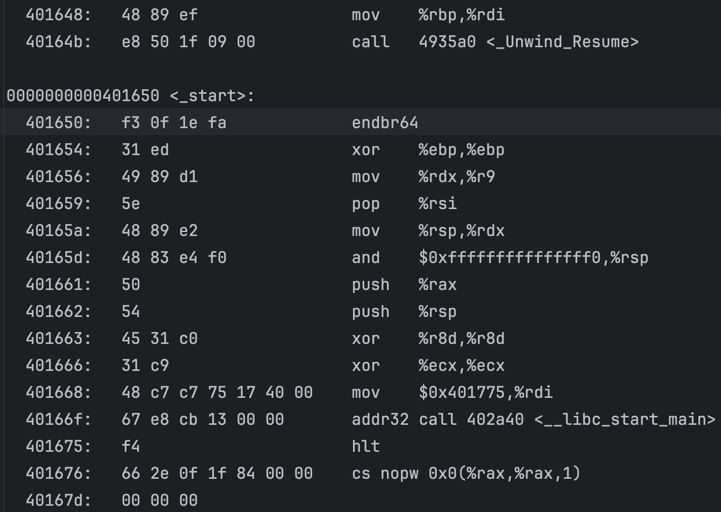 401648: 48 89 ef mov %rbp,%rdi
40164b: e8 50 1f 09 00 call 4935a0 <_Unwind_Resume>
0000000000401650 <_start>:
401650: f3 0f 1e fa endbr64
401654: 31 ed xor %ebp,%ebp
401656: 49 89 d1 mov %rdx,%r9
401659: 5e pop %rsi
40165a: 48 89 e2 mov %rsp,%rdx
40165d: 48 83 e4 f0 and $0xfffffffffffffff0,%rsp
401661: 50 push %rax
401662: 54 push %rsp
401663: 45 31 c0 xor %r8d,%r8d
401666: 31 c9 xor %ecx,%ecx
401668: 48 c7 c7 75 17 40 00 mov $0x401775,%rdi
40166f: 67 e8 cb 13 00 00 addr32 call 402a40 <__libc_start_main>
401675: f4 hlt
401676: 66 2e 0f 1f 84 00 00 cs nopw 0x0(%rax,%rax,1)
40167d: 00 00 00